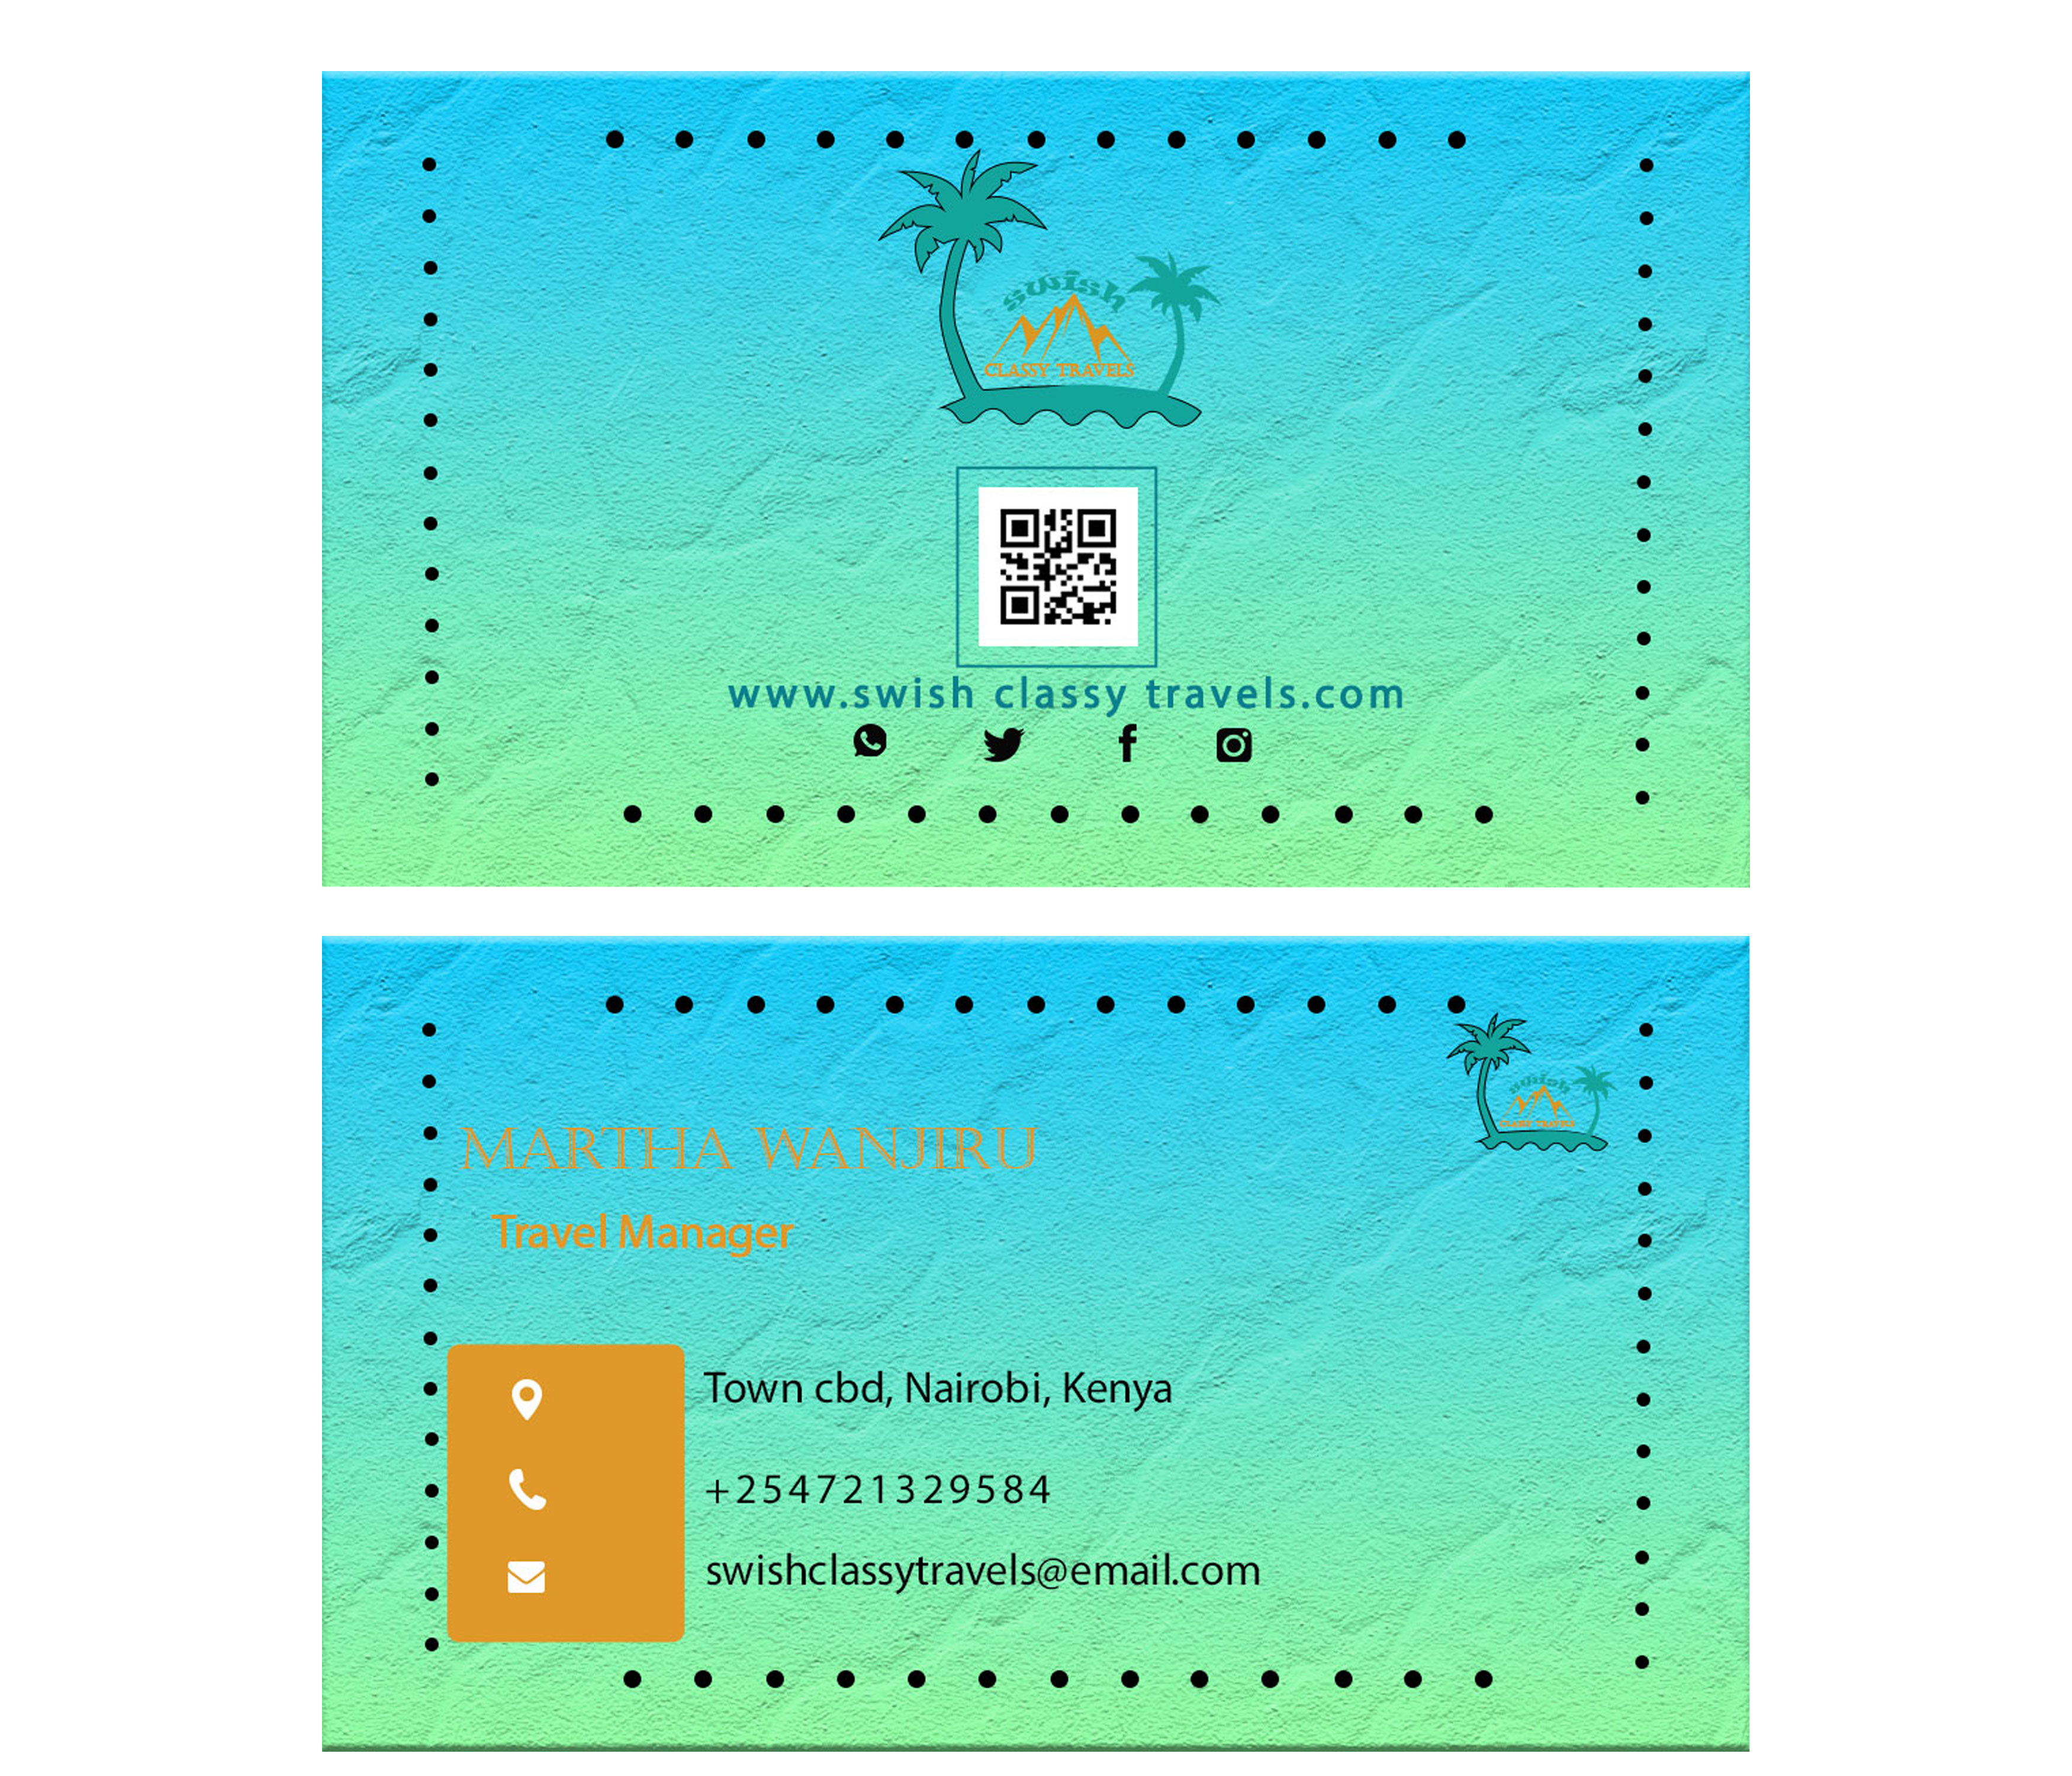 swish
CLASSY TRAVELS
www.swish classy travels.com
swish
CLASSY TRAVELS
MARTHA WANJIRU
Travel Manager
Town cbd, Nairobi, Kenya
+254721329584
swishclassytravels@email.com